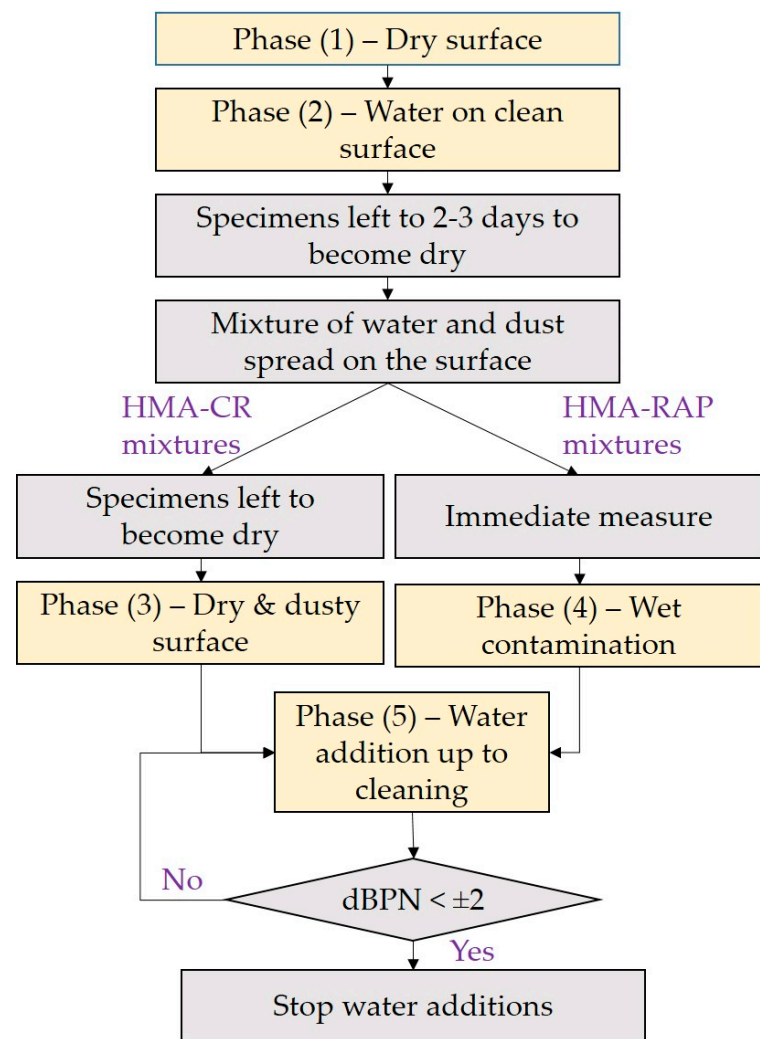 Phase (1) – Dry surface
Phase (2) – Water on clean
surface
Specimens left to 2-3 days to
become dry
Mixture of water and dust
spread on the surface
HMA-CR
mixtures
HMA-RAP
mixtures
Specimens left to
become dry
Immediate measure
Phase (3) – Dry & dusty
surface
Phase (4) – Wet
contamination
Phase (5) – Water
addition up to
cleaning
No
dBPN < ±2
Yes
Stop water additions